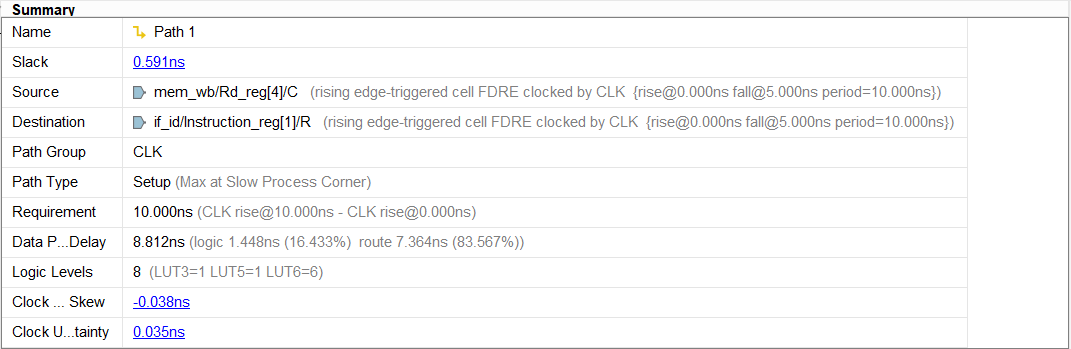 Summary
Name Path 1
Slack 0.591ns
Source mem_wb/Rd_reg[4]/C (rising edge-triggered cell FDRE clocked by CLK {rise@0.000ns fall@5.000ns period=10.000ns})
Destination if_id/Instruction_reg[1]/R (rising edge-triggered cell FDRE clocked by CLK {rise@0.000ns fall@5.000ns period=10.000ns})
Path Group CLK
Path Type Setup (Max at Slow Process Corner)
Requirement 10.000ns (CLK rise@10.000ns - CLK rise@0.000ns)
Data P...Delay 8.812ns (logic 1.448ns (16.433%) route 7.364ns (83.567%))
Logic Levels 8 (LUT3=1 LUT5=1 LUT6=6)
Clock ... Skew -0.038ns
Clock U...tainty 0.035ns